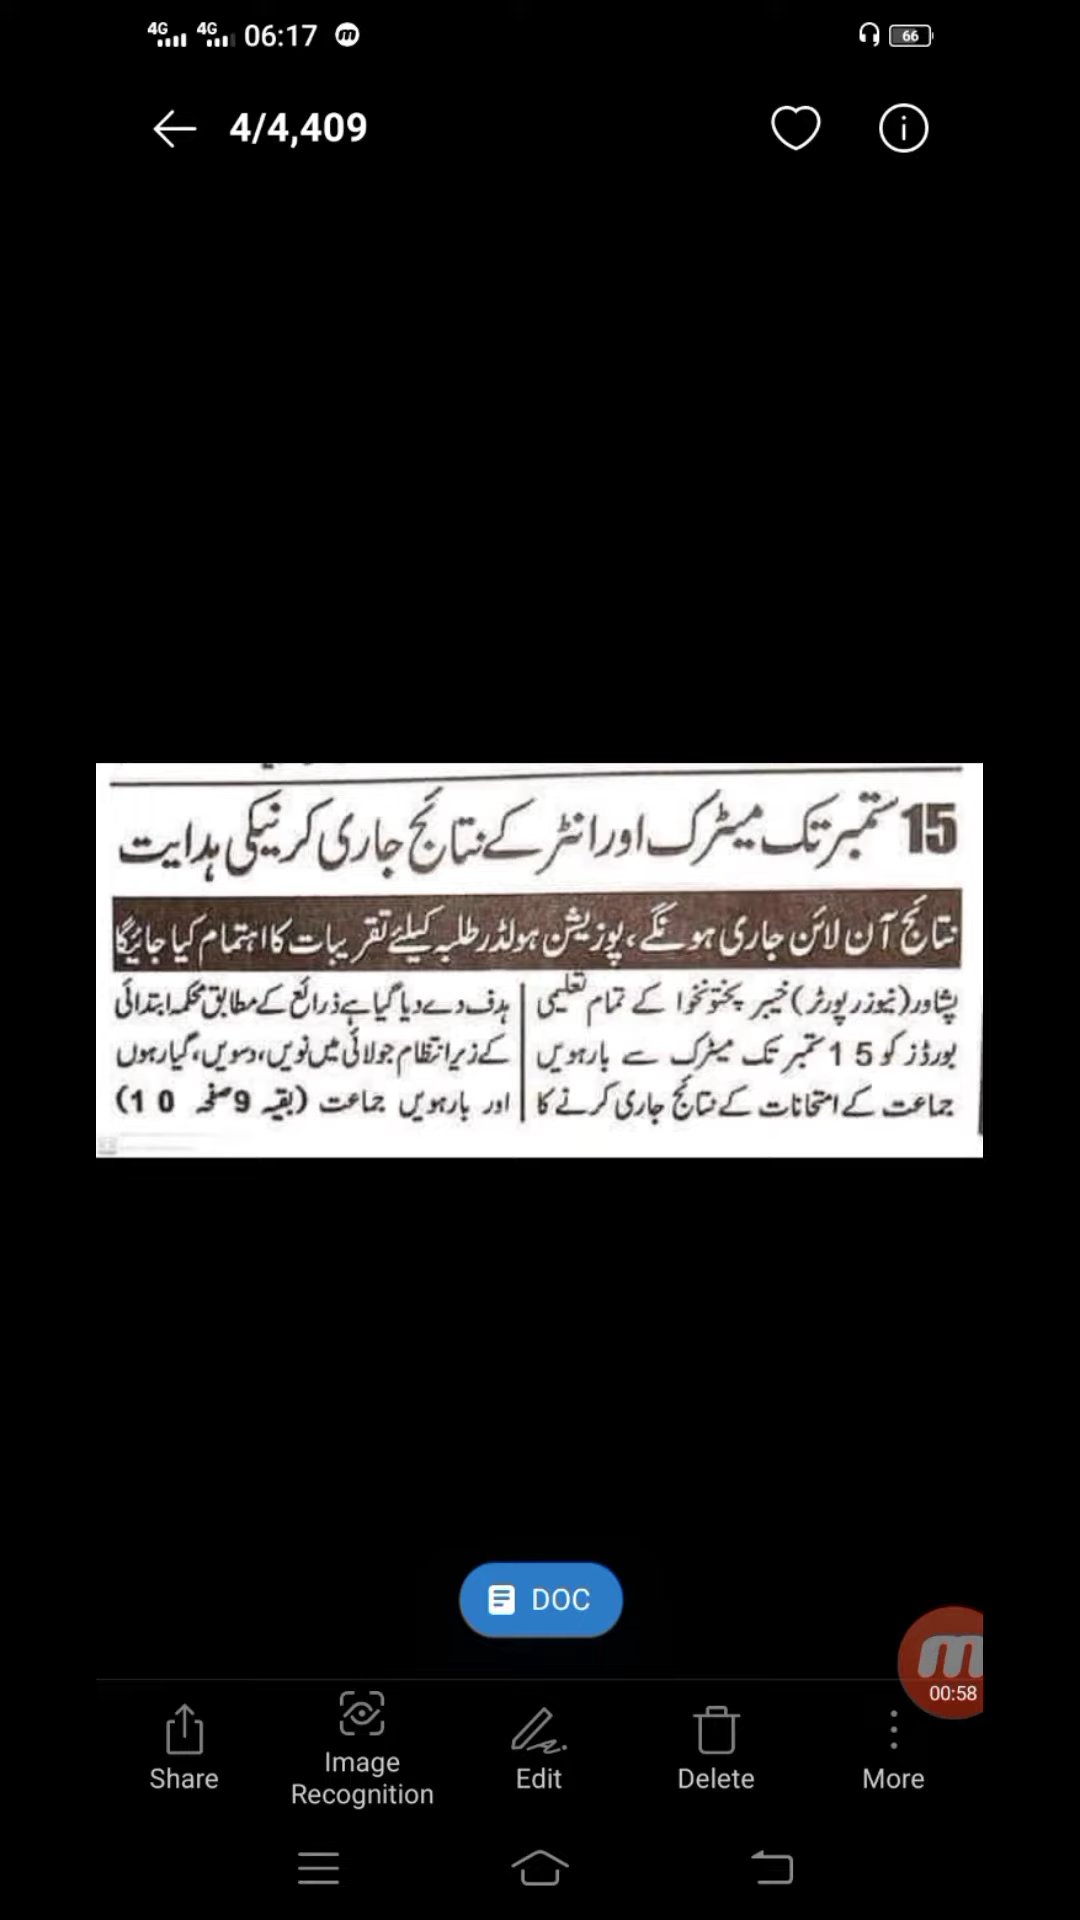 4G 4G 06:17 m 66
4/4,409
15 ستمبر تک میٹرک اور انٹر کے نتائج جاری کرنیکی ہدایت
نتائج آن لائن جاری ہونگے، پوزیشن ہولڈر طلبہ کیلئے تقریبات کا اہتمام کیا جائیگا
پشاور (نیوز رپورٹر) خیبر پختونخوا کے تمام تعلیمی
بورڈز کو 15 ستمبر تک میٹرک سے بارہویں
جماعت کے امتحانات کے نتائج جاری کرنے کا
ہدف دے دیا گیا ہے ذرائع کے مطابق محکمہ ابتدائی
کے زیر انتظام جولائی میں نویں، دسویں، گیارہوں
اور بارہویں جماعت (بقیہ 9 صفحہ 10)
DOC
m
00:58
Share
Image
Recognition
Edit
Delete
More